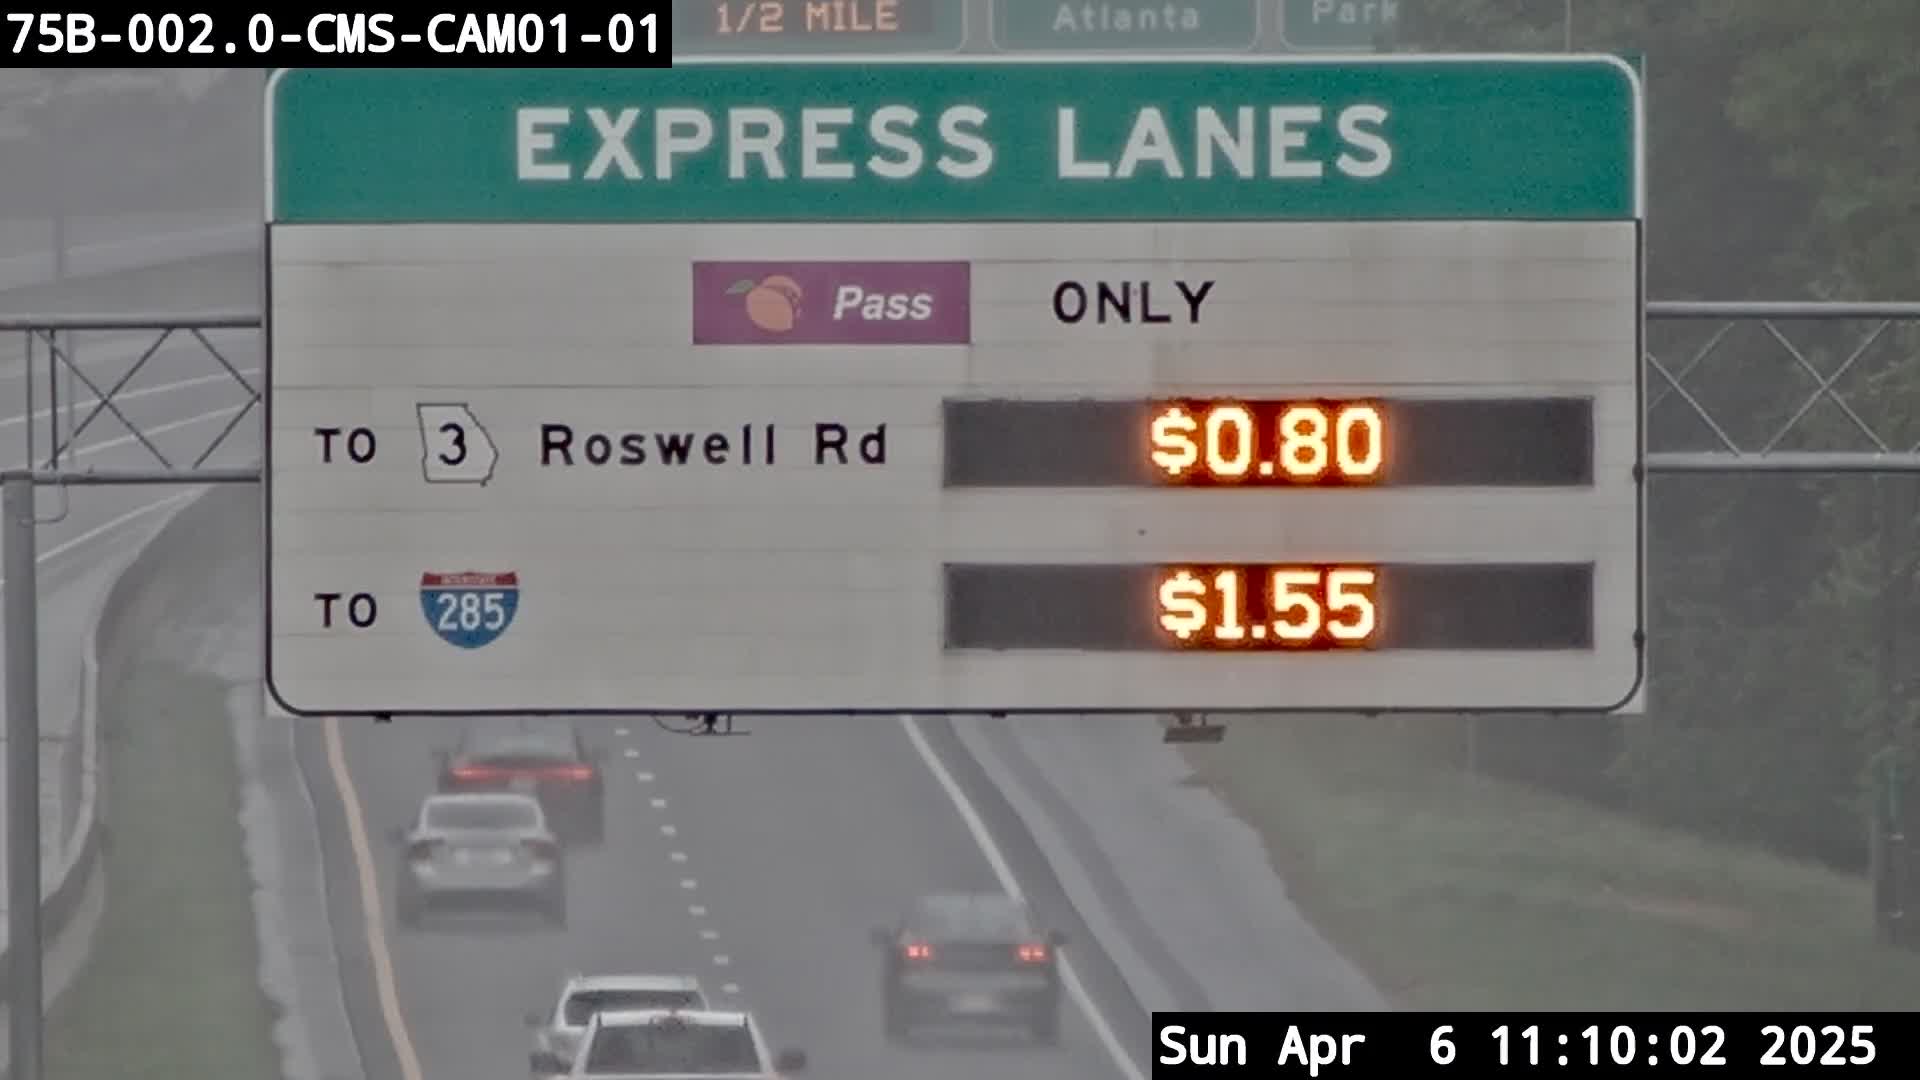 75B-002.0-CMS-CAM01-01
1/2 MILE
Atlanta
Park
EXPRESS LANES
Pass ONLY
TO 3 Roswell Rd $0.80
TO INTERSTATE 285 $1.55
Sun Apr 6 11:10:02 2025